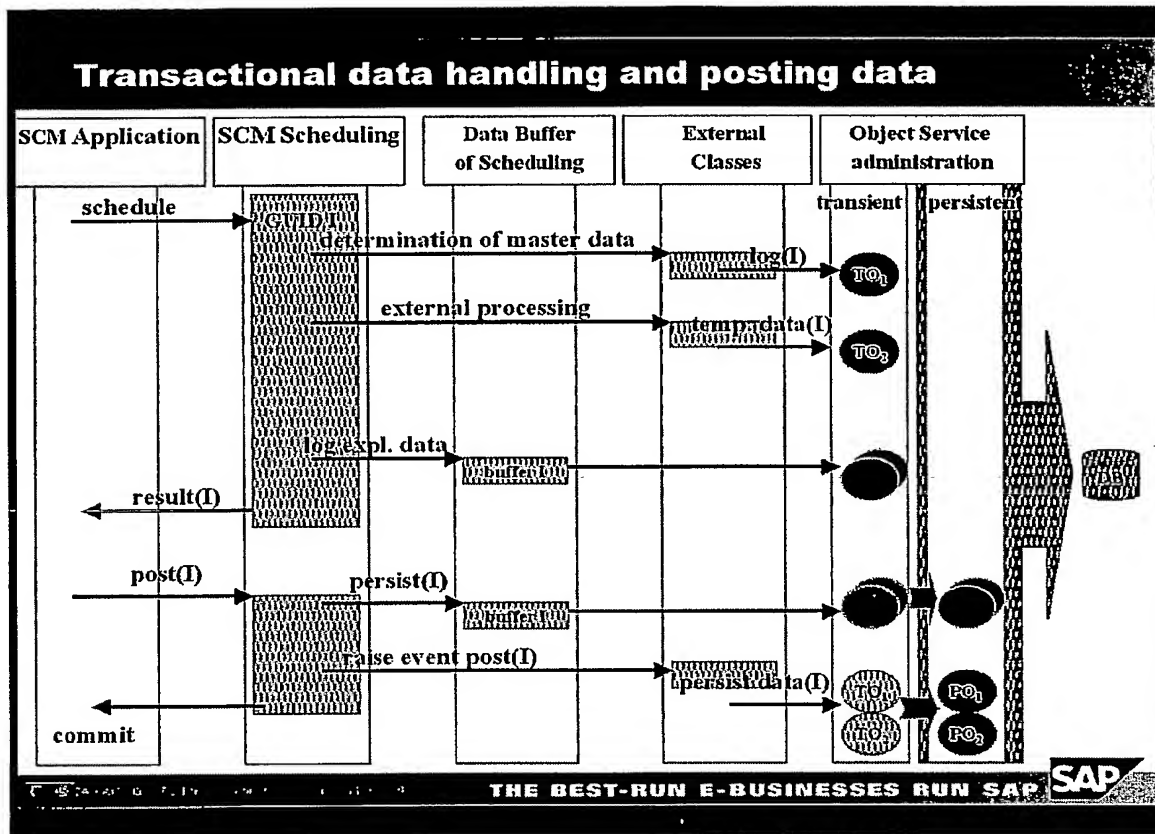 Transactional data handling and posting data
SCM Application
SCM Scheduling
Data Buffer
of Scheduling
External
Classes
Object Service
administration
transient
persistent
schedule
GUID I
determination of master data
log(I)
TO1
external processing
temp. data(I)
TO2
log expl. data
buffer I
result(I)
DB
post(I)
persist(I)
buffer I
raise event post(I)
persist data(I)
TO1
PO1
commit
TO2
PO2
THE BEST-RUN E-BUSINESSES RUN SAP
SAP